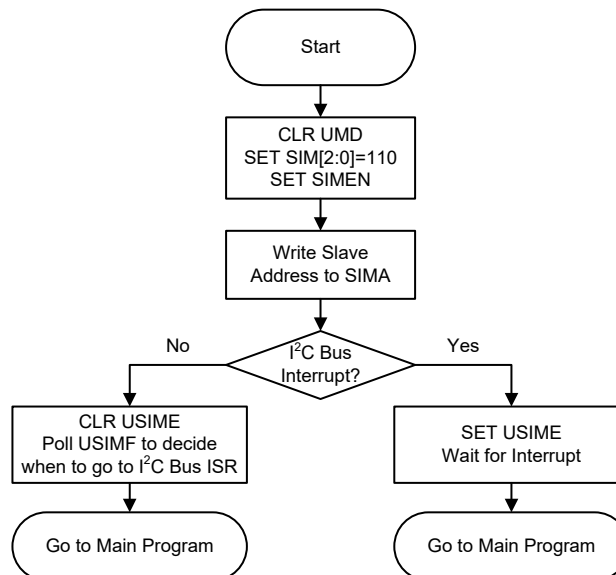 Start
CLR UMD
SET SIM[2:0]=110
SET SIMEN
Write Slave
Address to SIMA
No
I²C Bus
Interrupt?
Yes
CLR USIME
Poll USIMF to decide
when to go to I²C Bus ISR
SET USIME
Wait for Interrupt
Go to Main Program
Go to Main Program